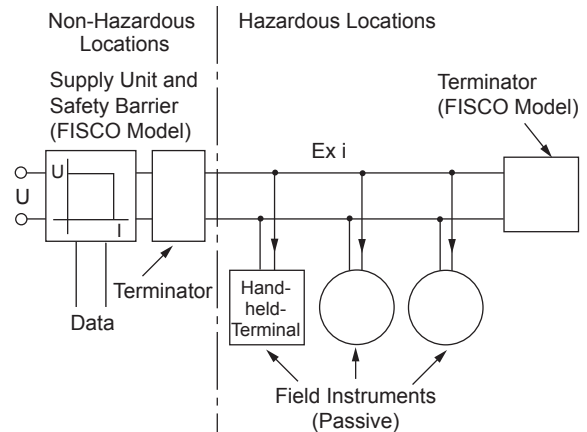 Non-Hazardous
Locations
Hazardous Locations
Supply Unit and
Safety Barrier
(FISCO Model)
Terminator
(FISCO Model)
Ex i
U
U
I
Terminator
Data
Hand-
held-
Terminal
Field Instruments
(Passive)